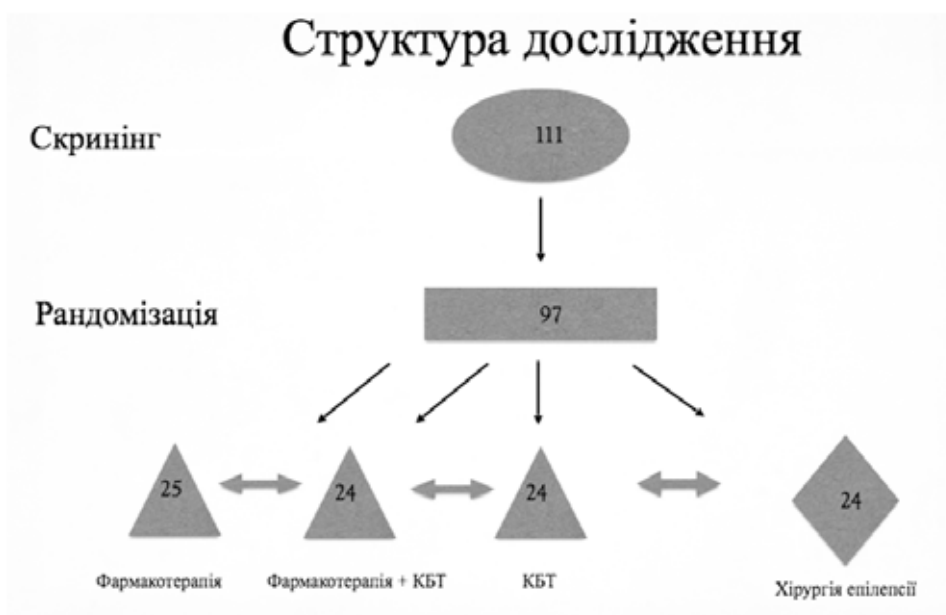 Структура дослідження
Скринінг
111
Рандомізація
97
25
24
24
24
Фармакотерапія
Фармакотерапія + КБТ
КБТ
Хірургія епілепсії